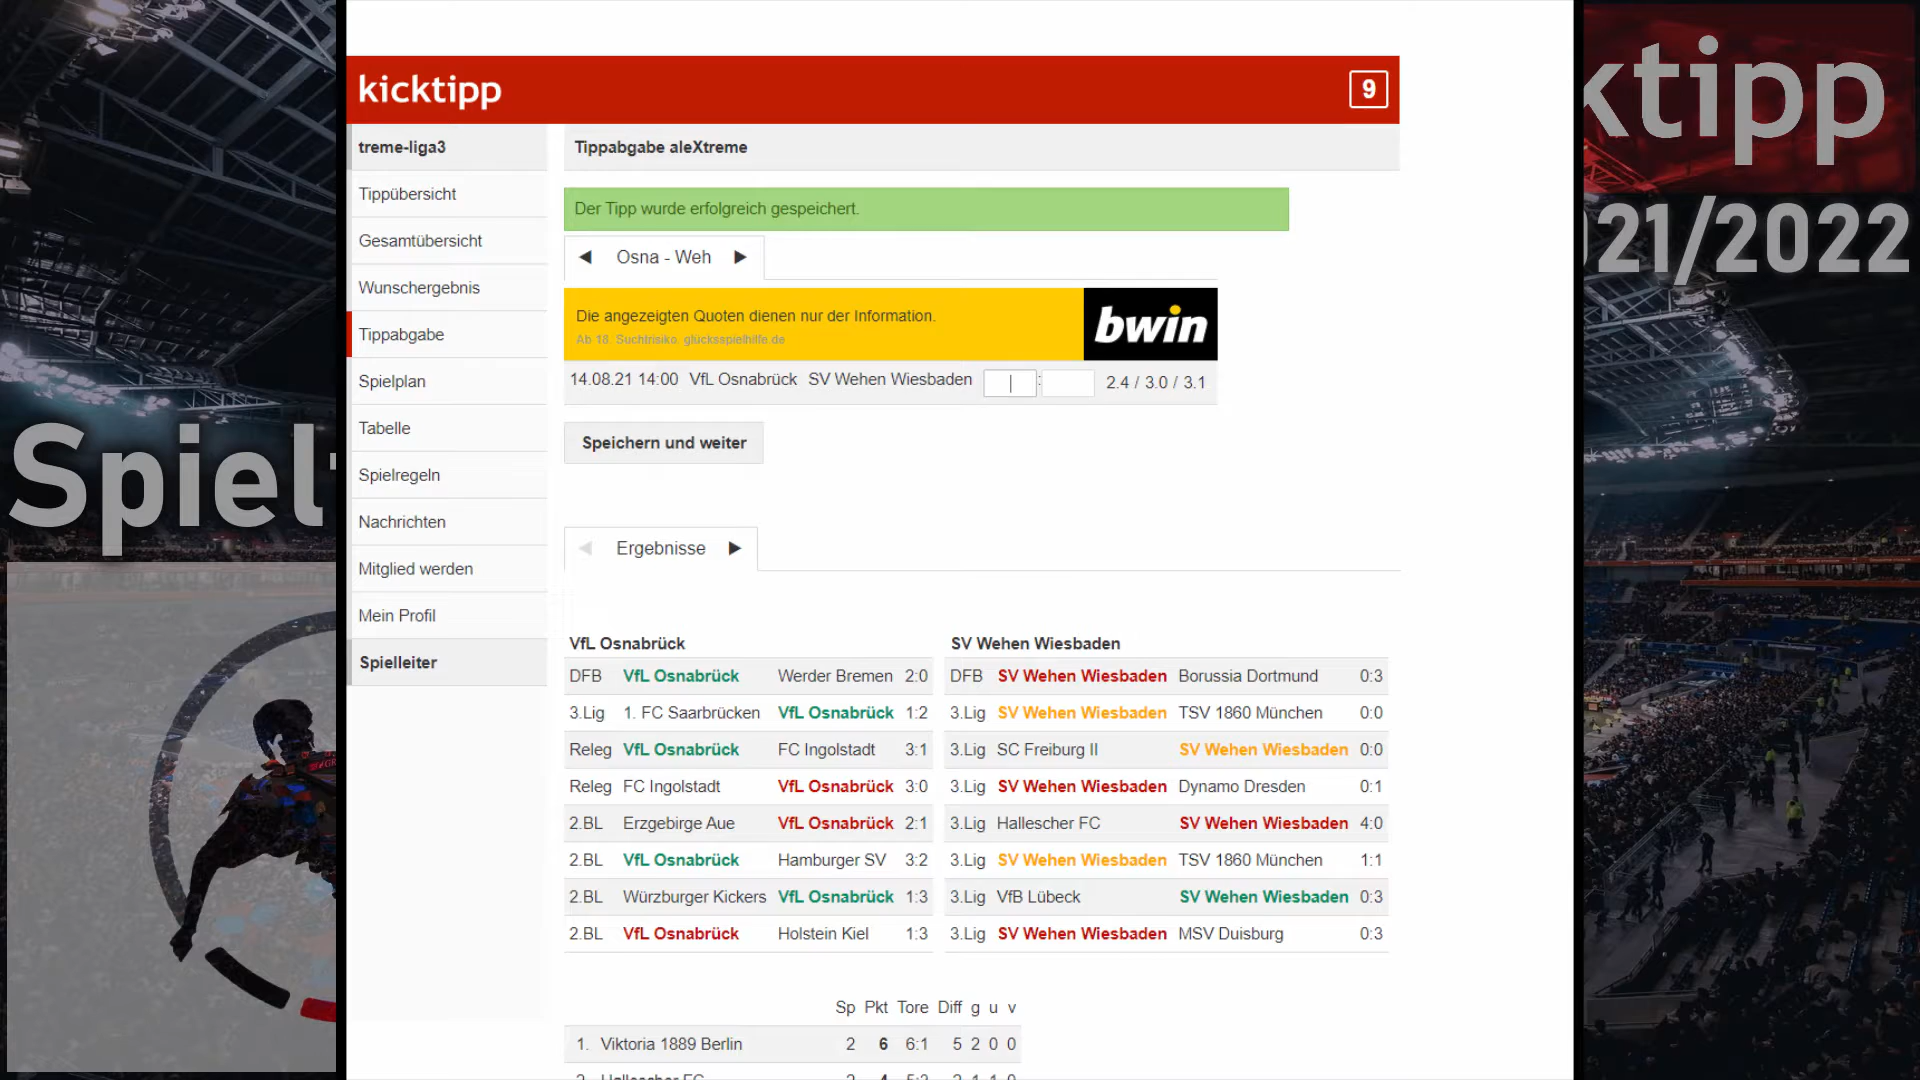 kicktipp
9
treme-liga3
Tippübersicht
Gesamtübersicht
Wunschergebnis
Tippabgabe
Spielplan
Tabelle
Spielregeln
Nachrichten
Mitglied werden
Mein Profil
Spielleiter
Tippabgabe aleXtreme
Der Tipp wurde erfolgreich gespeichert.
◀ Osna - Weh ▶
Die angezeigten Quoten dienen nur der Information.
Ab 18. Suchtrisiko. glücksspielhilfe.de
bwin
14.08.21 14:00 VfL Osnabrück SV Wehen Wiesbaden : 2.4 / 3.0 / 3.1
Speichern und weiter
◀ Ergebnisse ▶
VfL Osnabrück
DFB VfL Osnabrück Werder Bremen 2:0
3.Lig 1. FC Saarbrücken VfL Osnabrück 1:2
Releg VfL Osnabrück FC Ingolstadt 3:1
Releg FC Ingolstadt VfL Osnabrück 3:0
2.BL Erzgebirge Aue VfL Osnabrück 2:1
2.BL VfL Osnabrück Hamburger SV 3:2
2.BL Würzburger Kickers VfL Osnabrück 1:3
2.BL VfL Osnabrück Holstein Kiel 1:3
SV Wehen Wiesbaden
DFB SV Wehen Wiesbaden Borussia Dortmund 0:3
3.Lig SV Wehen Wiesbaden TSV 1860 München 0:0
3.Lig SC Freiburg II SV Wehen Wiesbaden 0:0
3.Lig SV Wehen Wiesbaden Dynamo Dresden 0:1
3.Lig Hallescher FC SV Wehen Wiesbaden 4:0
3.Lig SV Wehen Wiesbaden TSV 1860 München 1:1
3.Lig VfB Lübeck SV Wehen Wiesbaden 0:3
3.Lig SV Wehen Wiesbaden MSV Duisburg 0:3
Sp Pkt Tore Diff g u v
1. Viktoria 1889 Berlin 2 6 6:1 5 2 0 0
Spiel
ktipp
021/2022